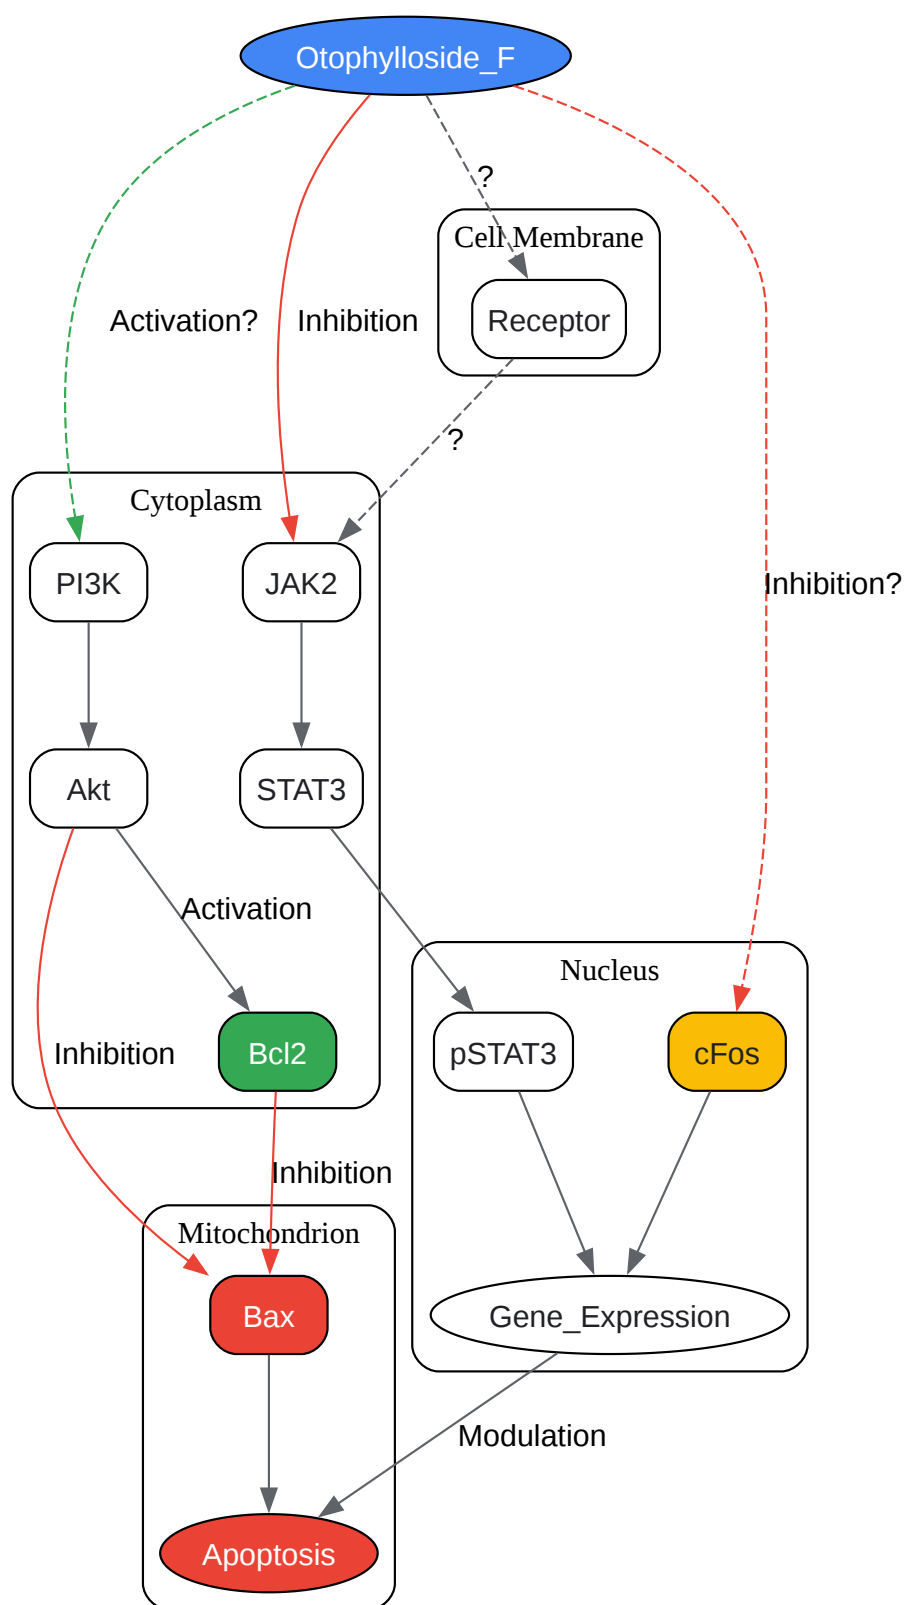 Otophylloside_F
?
Cell Membrane
Activation?
Inhibition
Receptor
?
Cytoplasm
PI3K
JAK2
Inhibition?
Akt
STAT3
Activation
Nucleus
Inhibition
Bcl2
pSTAT3
cFos
Inhibition
Mitochondrion
Bax
Gene_Expression
Modulation
Apoptosis